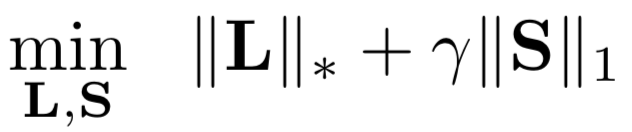 min ‖L‖∗ + γ‖S‖₁
L,S